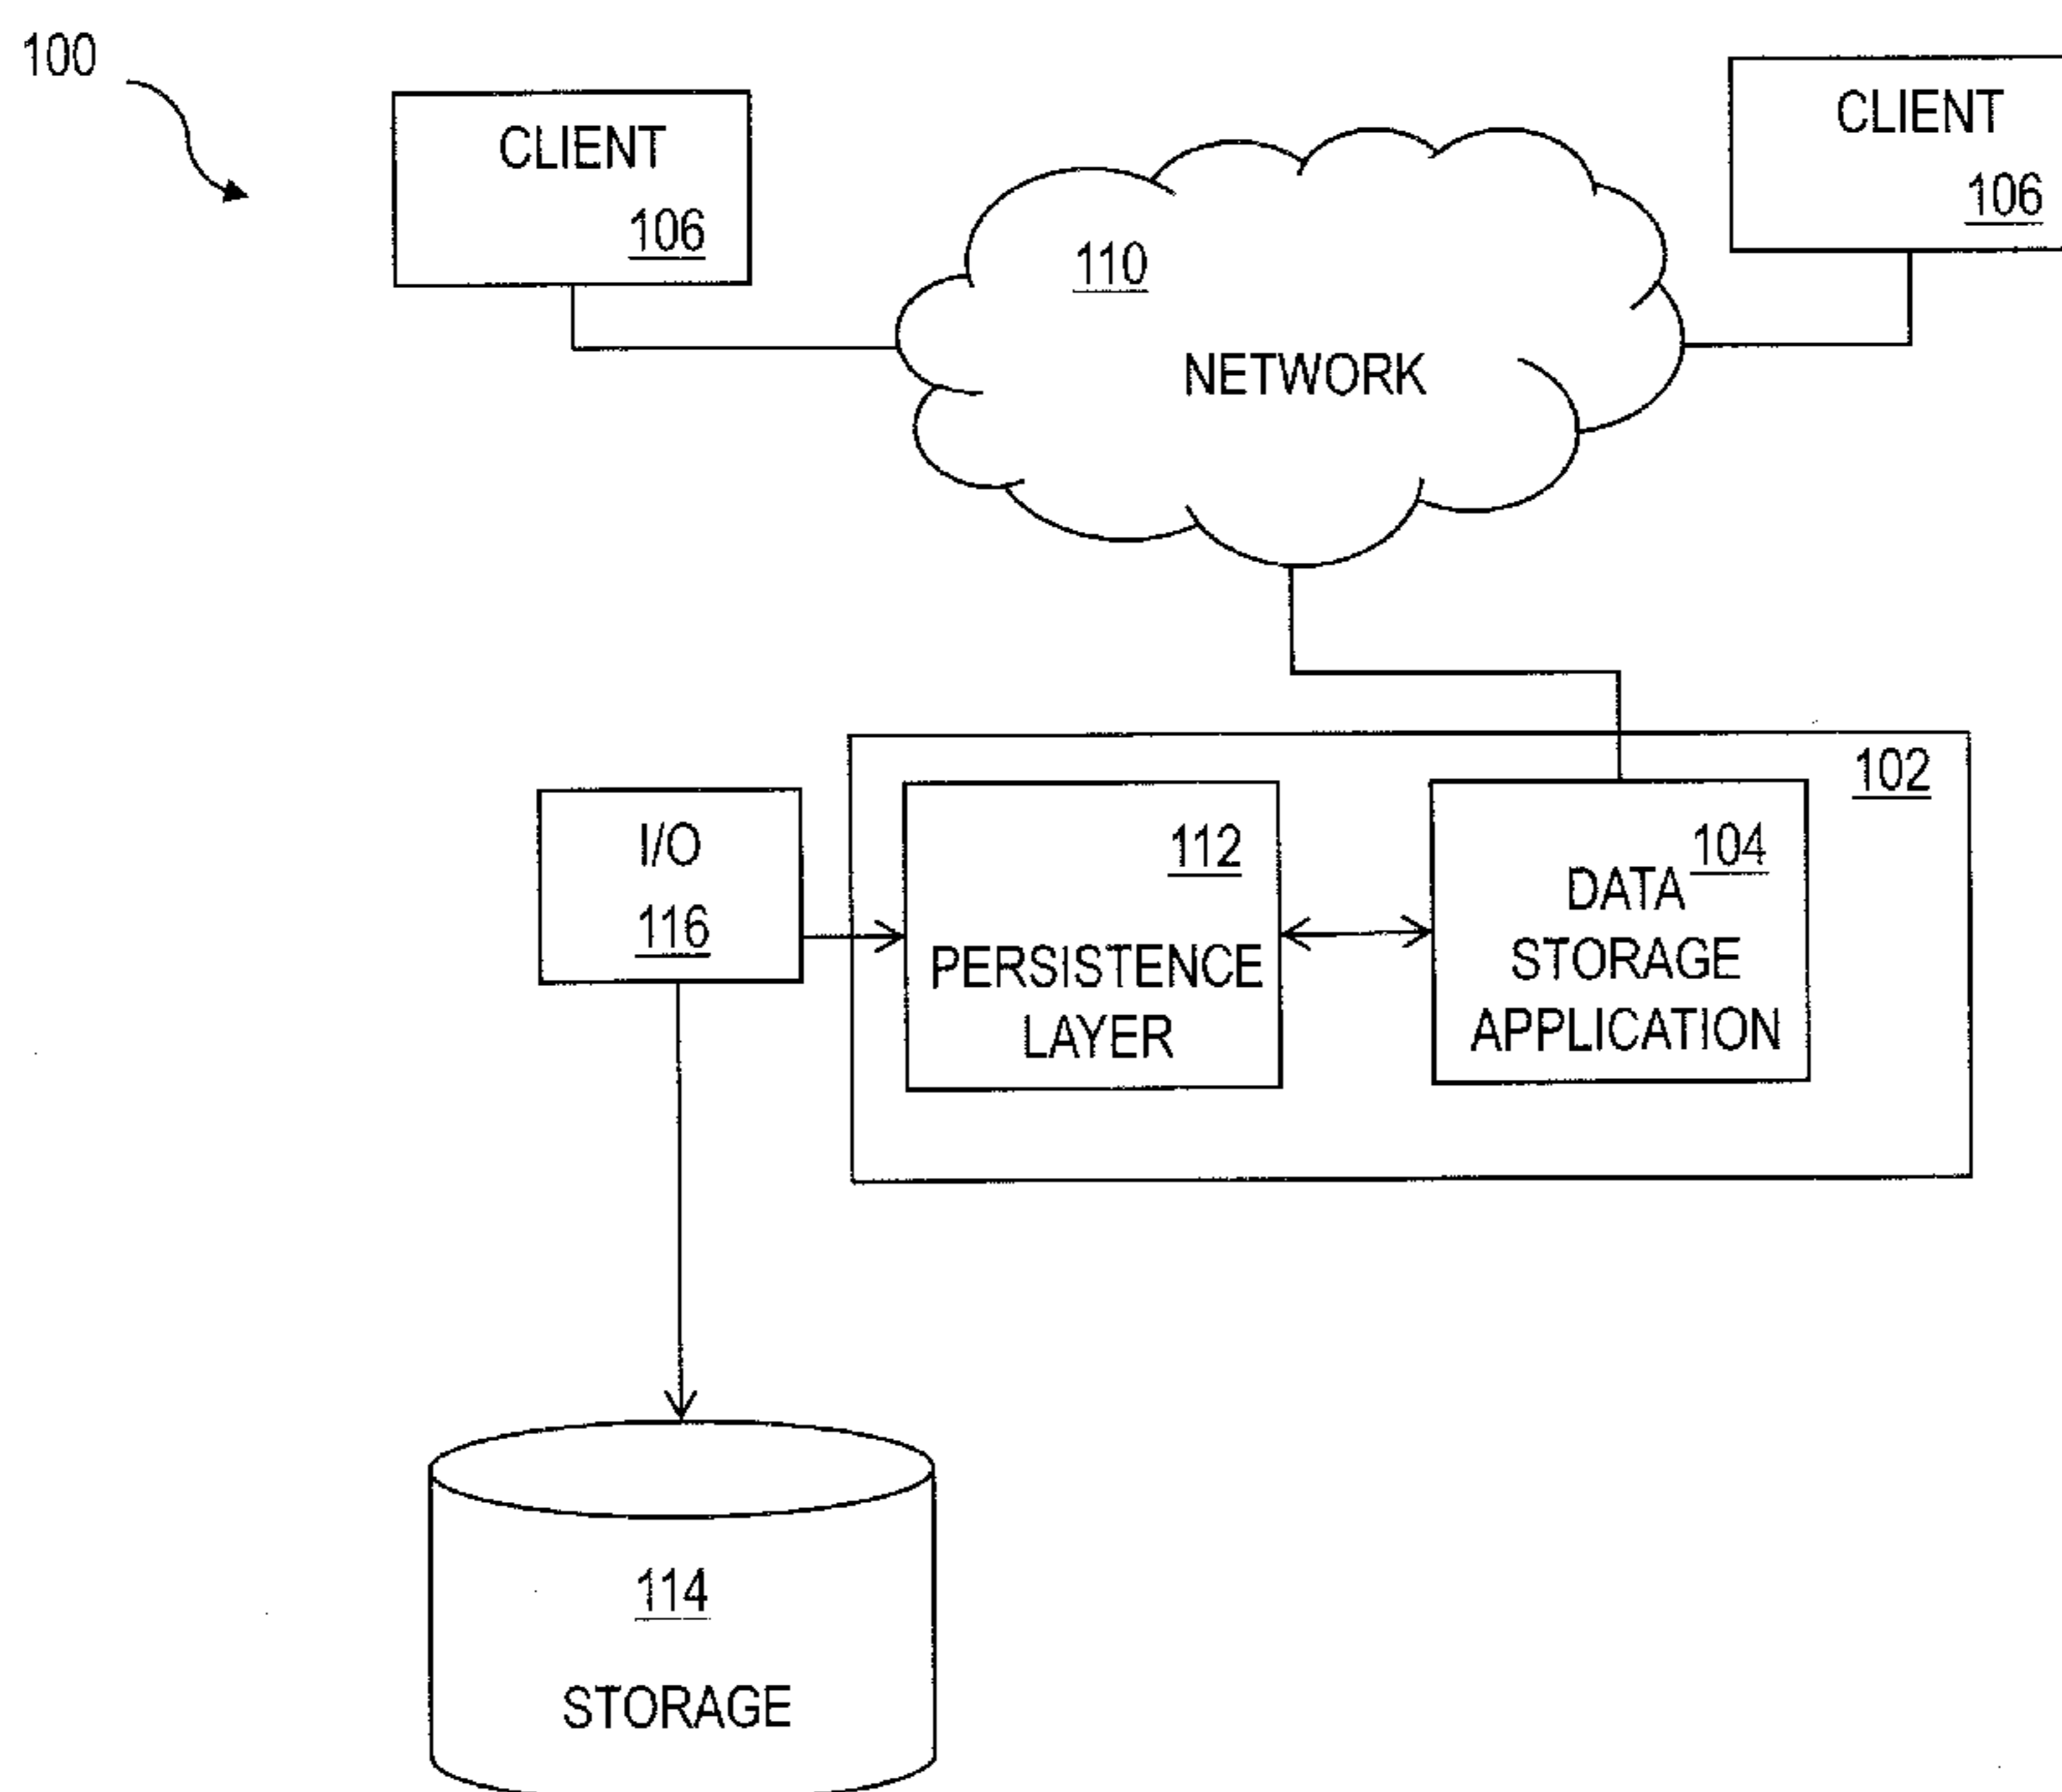 100
CLIENT
106
CLIENT
106
110
NETWORK
102
I/O
116
112
PERSISTENCE
LAYER
104
DATA
STORAGE
APPLICATION
114
STORAGE